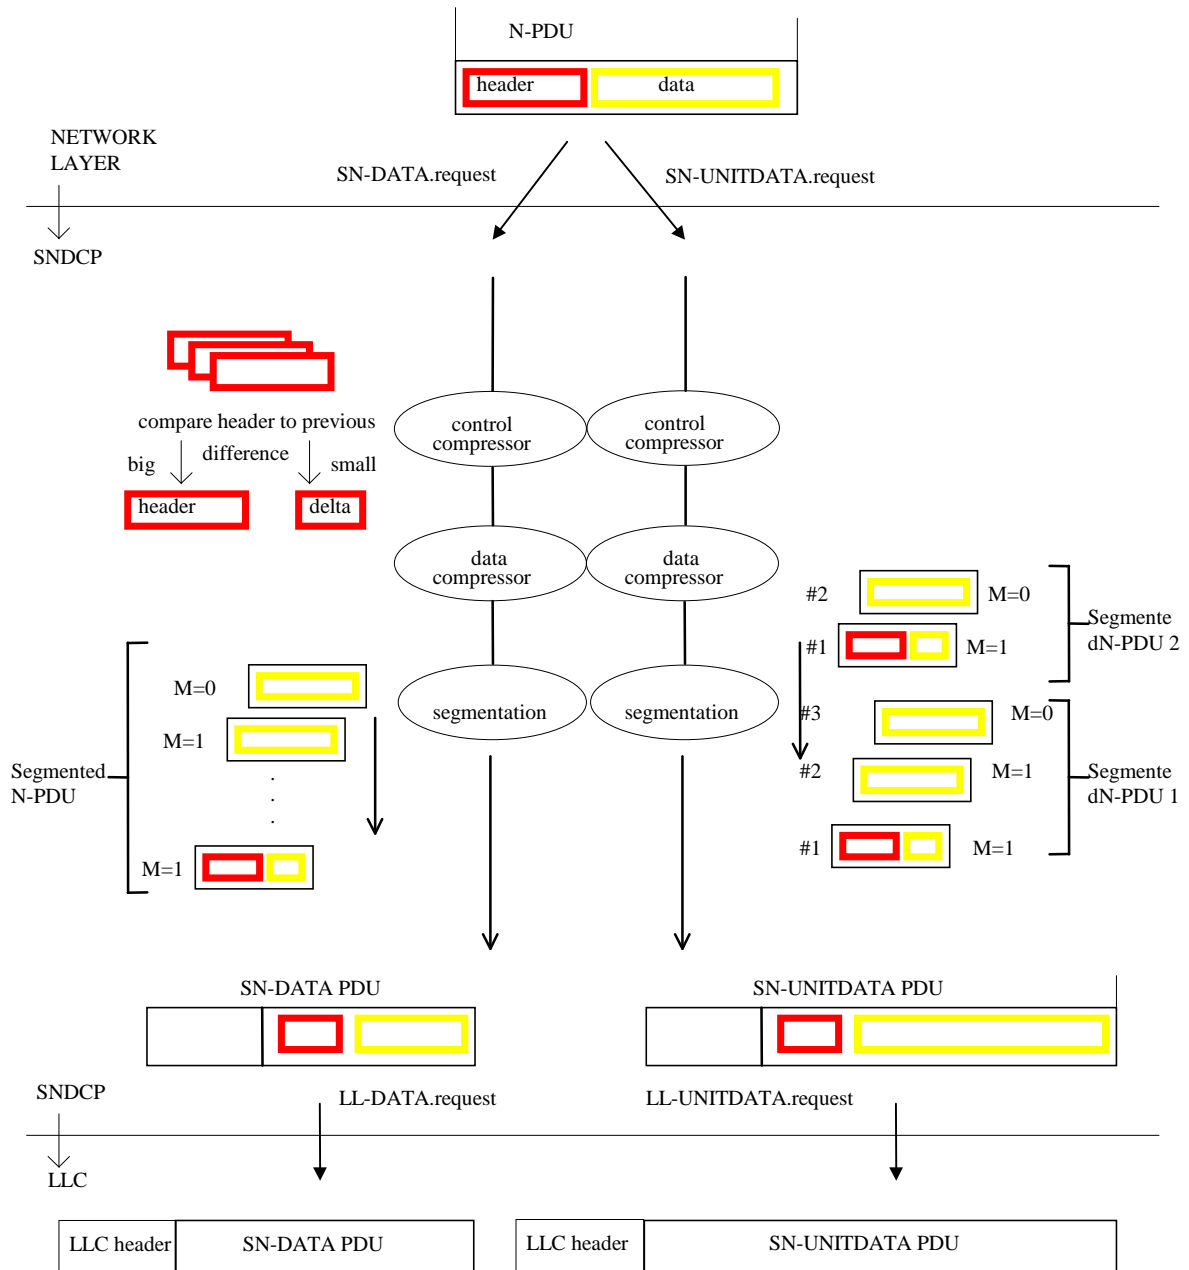 N-PDU
header data
NETWORK
LAYER
SN-DATA.request SN-UNITDATA.request
SNDCP
compare header to previous
difference
big small
header delta
control
compressor
control
compressor
data
compressor
data
compressor
segmentation
segmentation
M=0
M=1
.
.
.
M=1
Segmented
N-PDU
#2 M=0
#1 M=1
Segmente
dN-PDU 2
#3 M=0
#2 M=1
#1 M=1
Segmente
dN-PDU 1
SN-DATA PDU SN-UNITDATA PDU
SNDCP
LL-DATA.request LL-UNITDATA.request
LLC
LLC header SN-DATA PDU LLC header SN-UNITDATA PDU